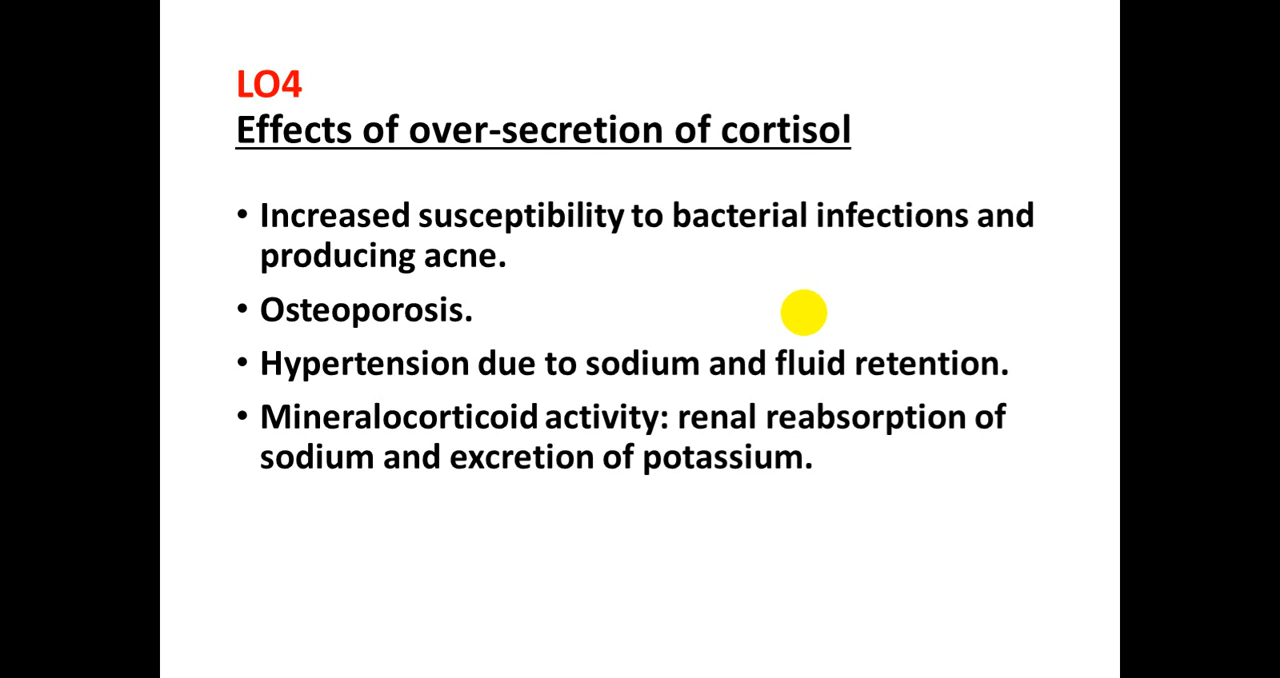 LO4
Effects of over-secretion of cortisol
• Increased susceptibility to bacterial infections and
producing acne.
• Osteoporosis.
• Hypertension due to sodium and fluid retention.
• Mineralocorticoid activity: renal reabsorption of
sodium and excretion of potassium.